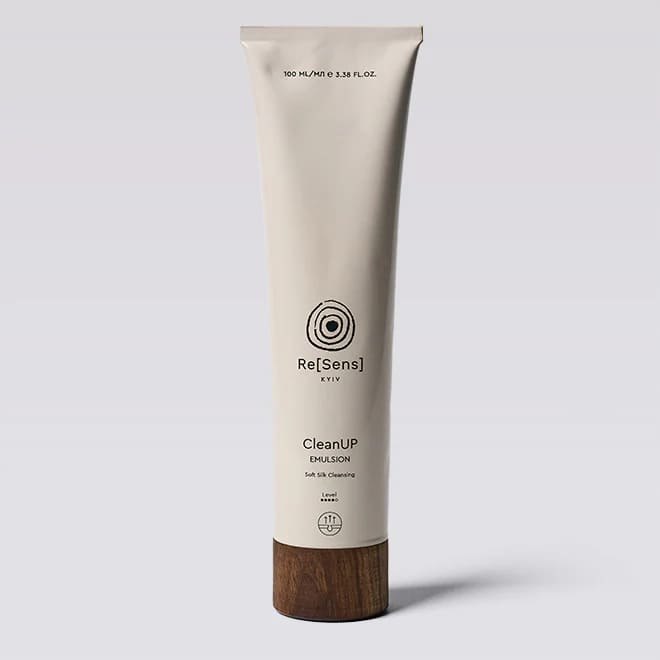 100 ML/МЛ ℮ 3.38 FL.OZ.
Re[Sens]
KYIV
CleanUP
EMULSION
Soft Silk Cleansing
Level